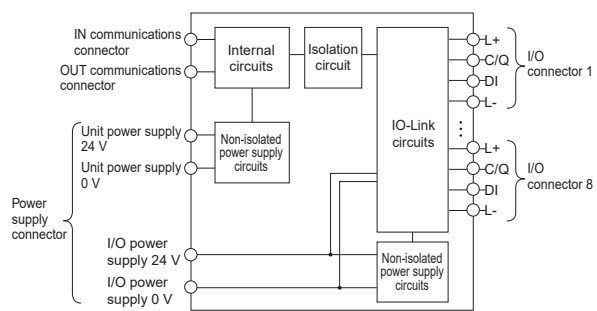 IN communications
connector
OUT communications
connector
Unit power supply
24 V
Unit power supply
0 V
Power
supply
connector
I/O power
supply 24 V
I/O power
supply 0 V
Internal
circuits
Isolation
circuit
Non-isolated
power supply
circuits
IO-Link
circuits
Non-isolated
power supply
circuits
L+
C/Q
DI
L-
I/O
connector 1
L+
C/Q
DI
L-
I/O
connector 8